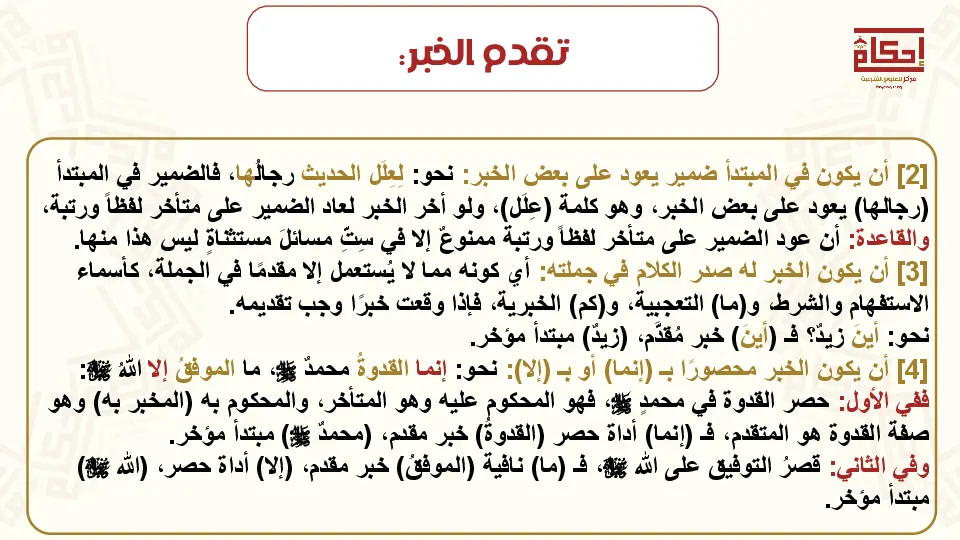 إحكام
مركز للعلوم الشرعية
تقدم الخبر:
[2] أن يكون في المبتدأ ضمير يعود على بعض الخبر: نحو: لِعِلَلِ الحديث رجالُها، فالضمير في المبتدأ
(رجالها) يعود على بعض الخبر، وهو كلمة (عِلَل)، ولو أخر الخبر لعاد الضمير على متأخر لفظاً ورتبة،
والقاعدة: أن عود الضمير على متأخر لفظاً ورتبة ممنوعٌ إلا في سِتِّ مسائلَ مستثناةٍ ليس هذا منها.
[3] أن يكون الخبر له صدر الكلام في جملته: أي كونه مما لا يُستعمل إلا مقدمًا في الجملة، كأسماء
الاستفهام والشرط، و(ما) التعجبية، و(كم) الخبرية، فإذا وقعت خبرًا وجب تقديمه.
نحو: أينَ زيدٌ؟ فـ (أينَ) خبر مُقدَّم، (زيدٌ) مبتدأ مؤخر.
[4] أن يكون الخبر محصورًا بـ (إنما) أو بـ (إلا): نحو: إنما القدوةُ محمدٌ ﷺ، ما الموفقُ إلا اللهُ ﷻ:
ففي الأول: حصر القدوة في محمدٍ ﷺ، فهو المحكوم عليه وهو المتأخر، والمحكوم به (المخبر به) وهو
صفة القدوة هو المتقدم، فـ (إنما) أداة حصر (القدوةُ) خبر مقدم، (محمدٌ ﷺ) مبتدأ مؤخر.
وفي الثاني: قصرُ التوفيق على الله ﷻ، فـ (ما) نافية (الموفقُ) خبر مقدم، (إلا) أداة حصر، (الله ﷻ)
مبتدأ مؤخر.